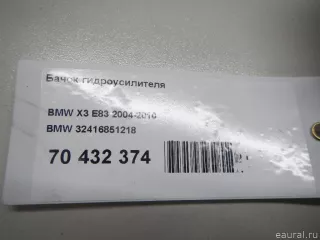 Бачок гидроусилителя
BMW X3 E83 2004-2010
BMW 32416851218
70 432 374
eaural.ru